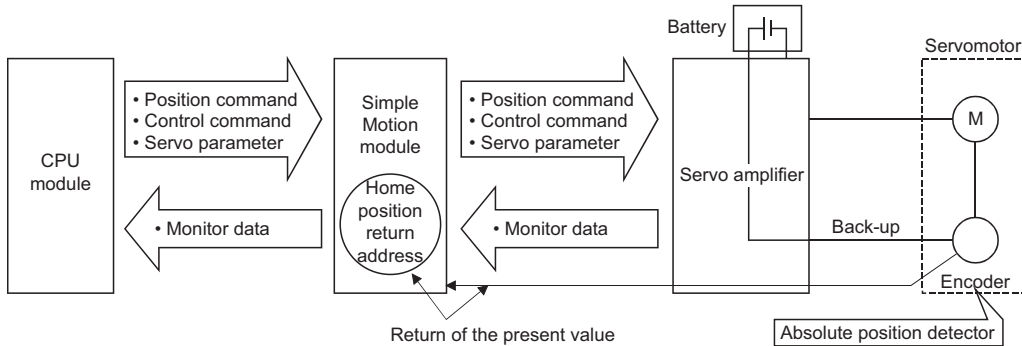 Battery
Servomotor
• Position command
• Control command
• Servo parameter
Simple
Motion
module
• Position command
• Control command
• Servo parameter
M
CPU
module
Servo amplifier
Home
position
return
address
• Monitor data
• Monitor data
Back-up
Encoder
Return of the present value
Absolute position detector